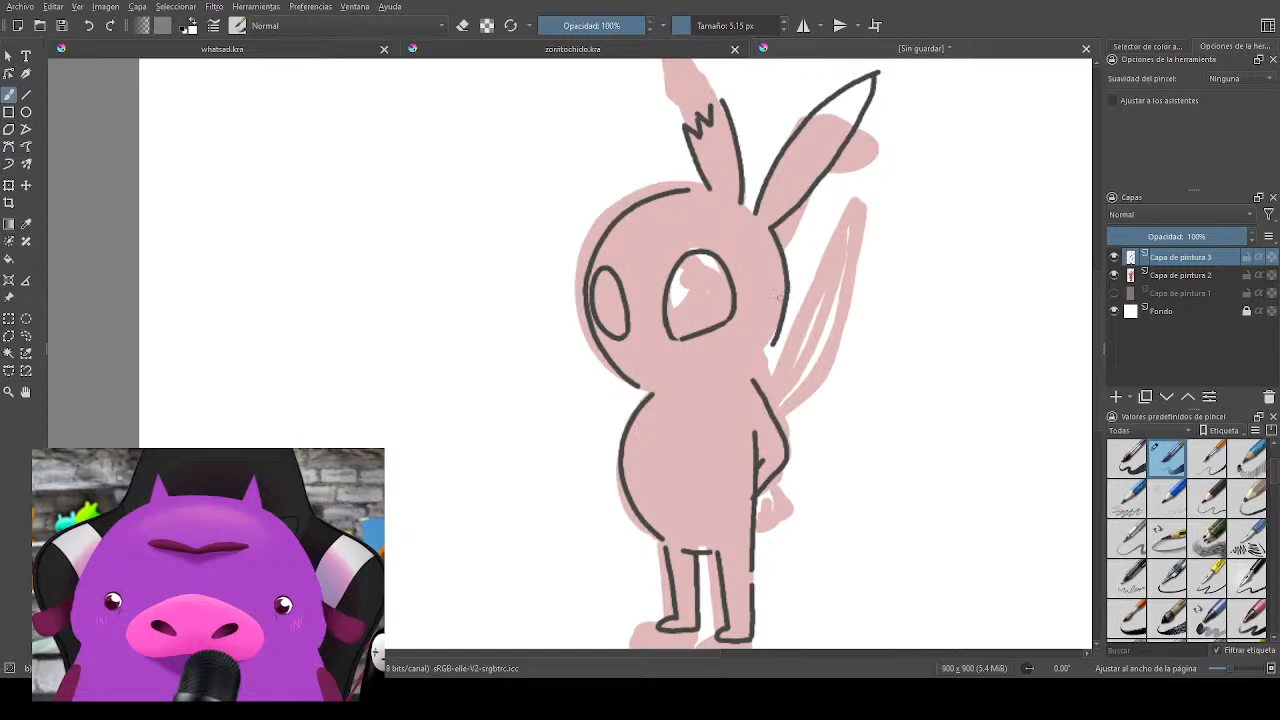 Archivo Editar Ver Imagen Capa Seleccionar Filtro Herramientas Preferencias Ventana Ayuda
Normal Opacidad: 100% Tamaño: 5.15 px
whatsad.kra zorritochido.kra [Sin guardar] *
Selector de color a... Opciones de la her...
Opciones de la herramienta
Suavidad del pincel: Ninguna
Ajustar a los asistentes
Capas
Normal
Opacidad: 100%
Capa de pintura 3
Capa de pintura 2
Capa de pintura 1
Fondo
Valores predefinidos de pincel
Todas Etiqueta
Buscar Filtrar etiqueta
8 bits/canal) sRGB-elle-V2-srgbtrc.icc 900 x 900 (5.4 MiB) 0.00° Ajustar al ancho de la página